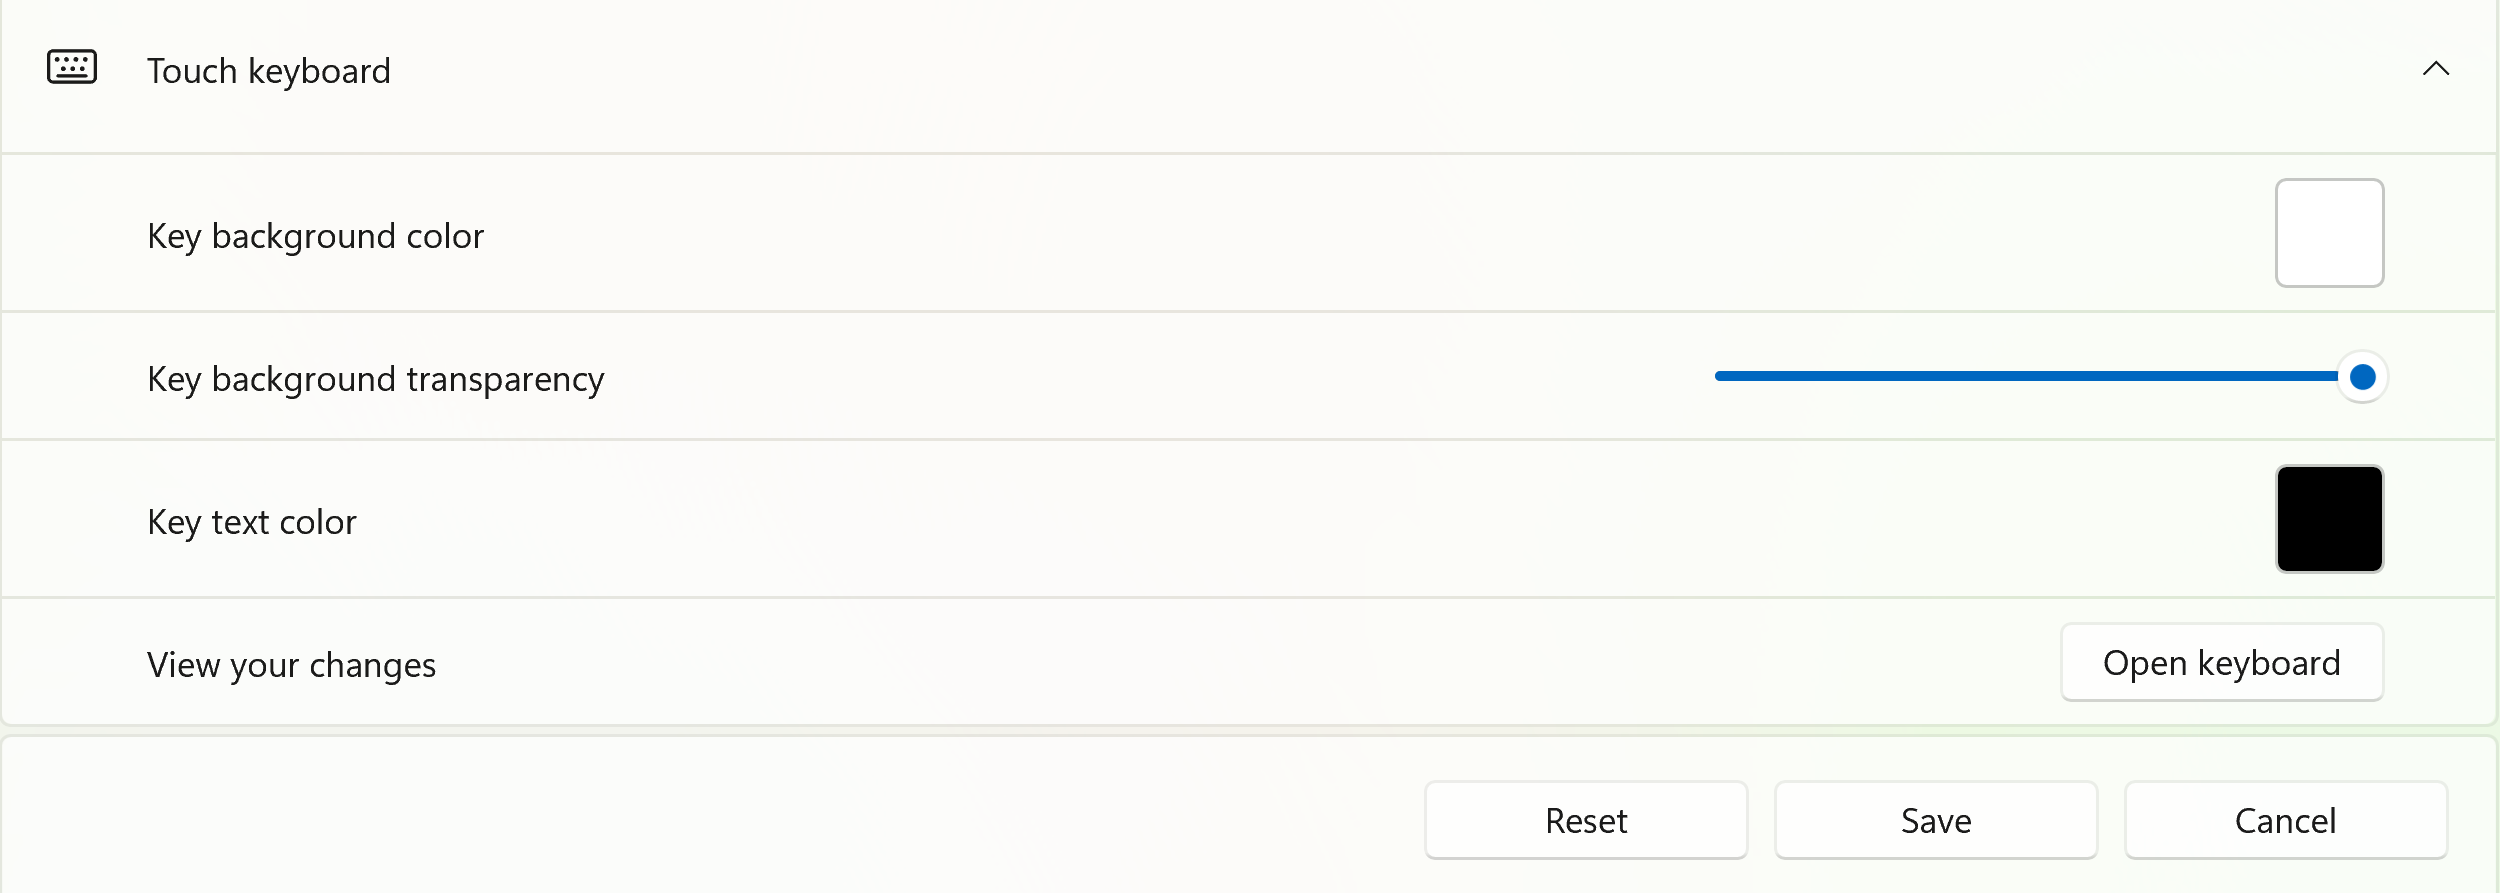 Touch keyboard
Key background color
Key background transparency
Key text color
View your changes
Open keyboard
Reset
Save
Cancel